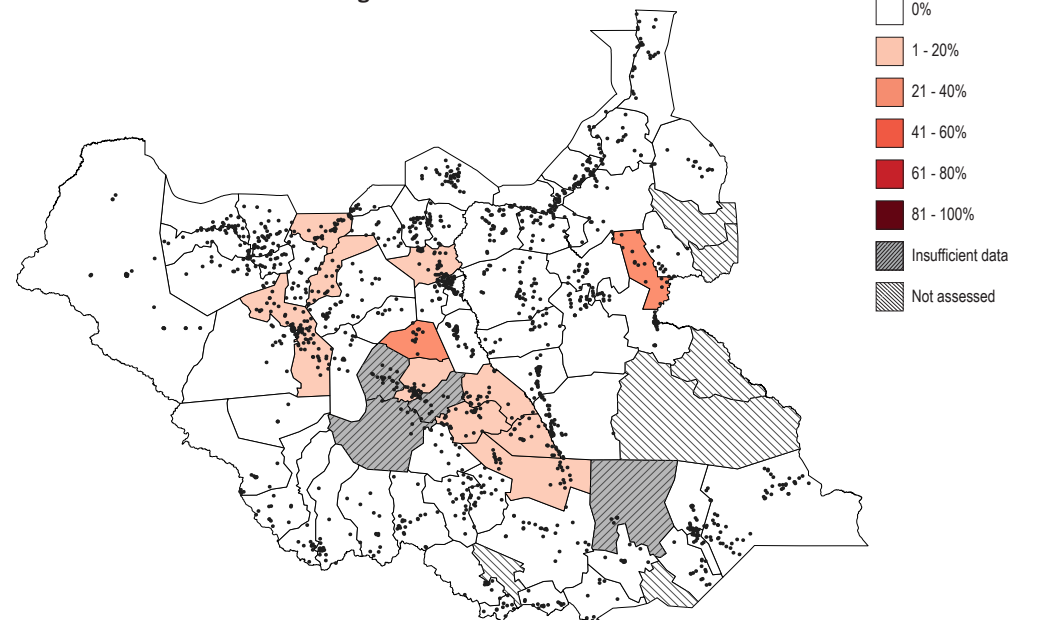 0%
1 - 20%
21 - 40%
41 - 60%
61 - 80%
81 - 100%
Insufficient data
Not assessed